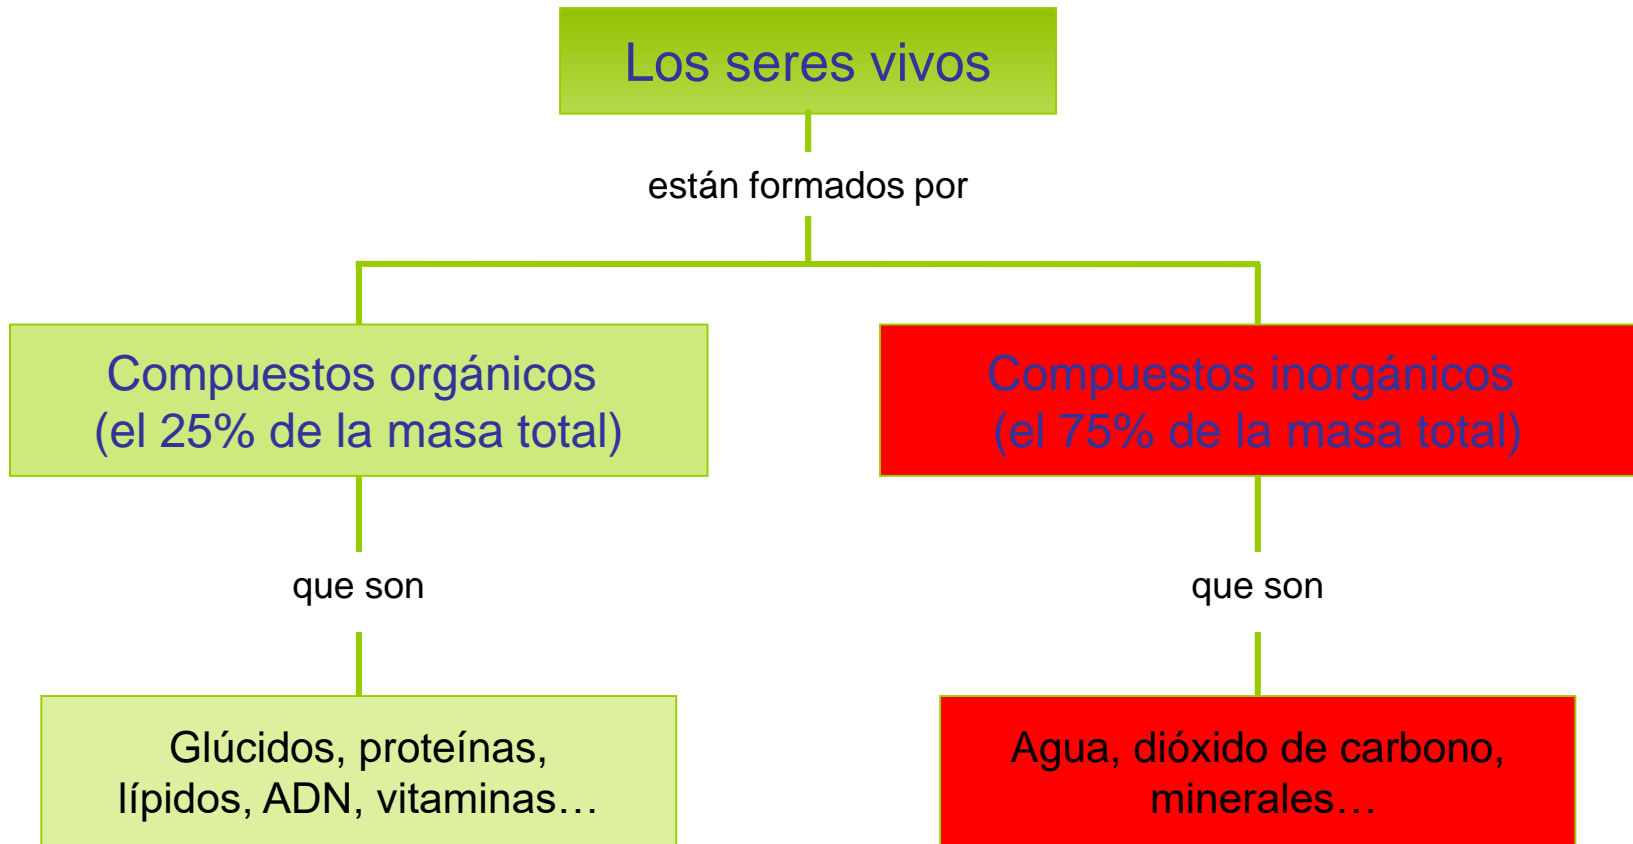 Los seres vivos
están formados por
Compuestos orgánicos
(el 25% de la masa total)
Compuestos inorgánicos
(el 75% de la masa total)
que son
que son
Glúcidos, proteínas,
lípidos, ADN, vitaminas…
Agua, dióxido de carbono,
minerales…